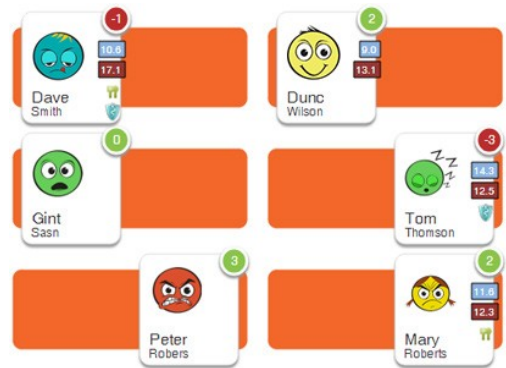 -1
10.6
17.1
Dave
Smith
2
9.0
13.1
Dunc
Wilson
0
Gint
Sasn
-3
zzz
14.3
12.5
Tom
Thomson
3
Peter
Robers
2
11.6
12.3
Mary
Roberts